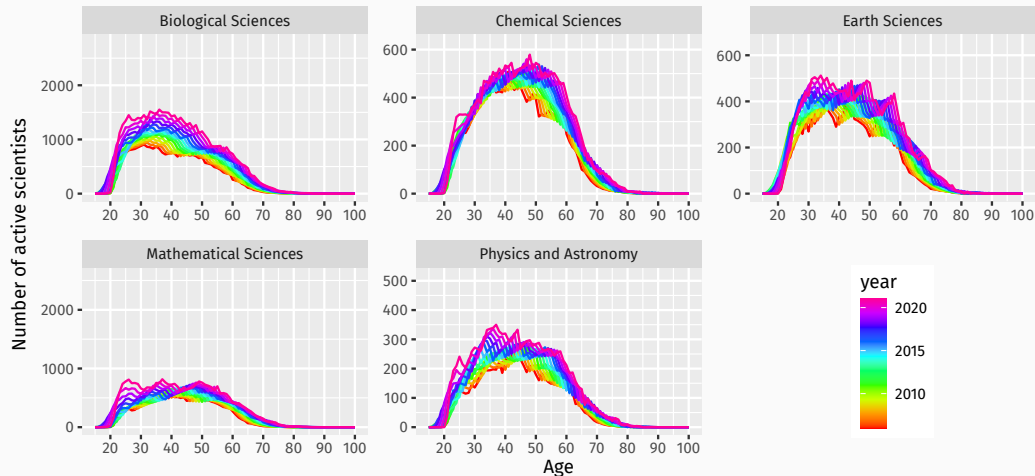 Biological Sciences
Chemical Sciences
Earth Sciences
2000
1000
0
600
400
200
0
600
400
200
0
20 30 40 50 60 70 80 90 100
20 30 40 50 60 70 80 90 100
20 30 40 50 60 70 80 90 100
Number of active scientists
Mathematical Sciences
Physics and Astronomy
2000
1000
0
500
400
300
200
100
0
20 30 40 50 60 70 80 90 100
20 30 40 50 60 70 80 90 100
Age
year
2020
2015
2010